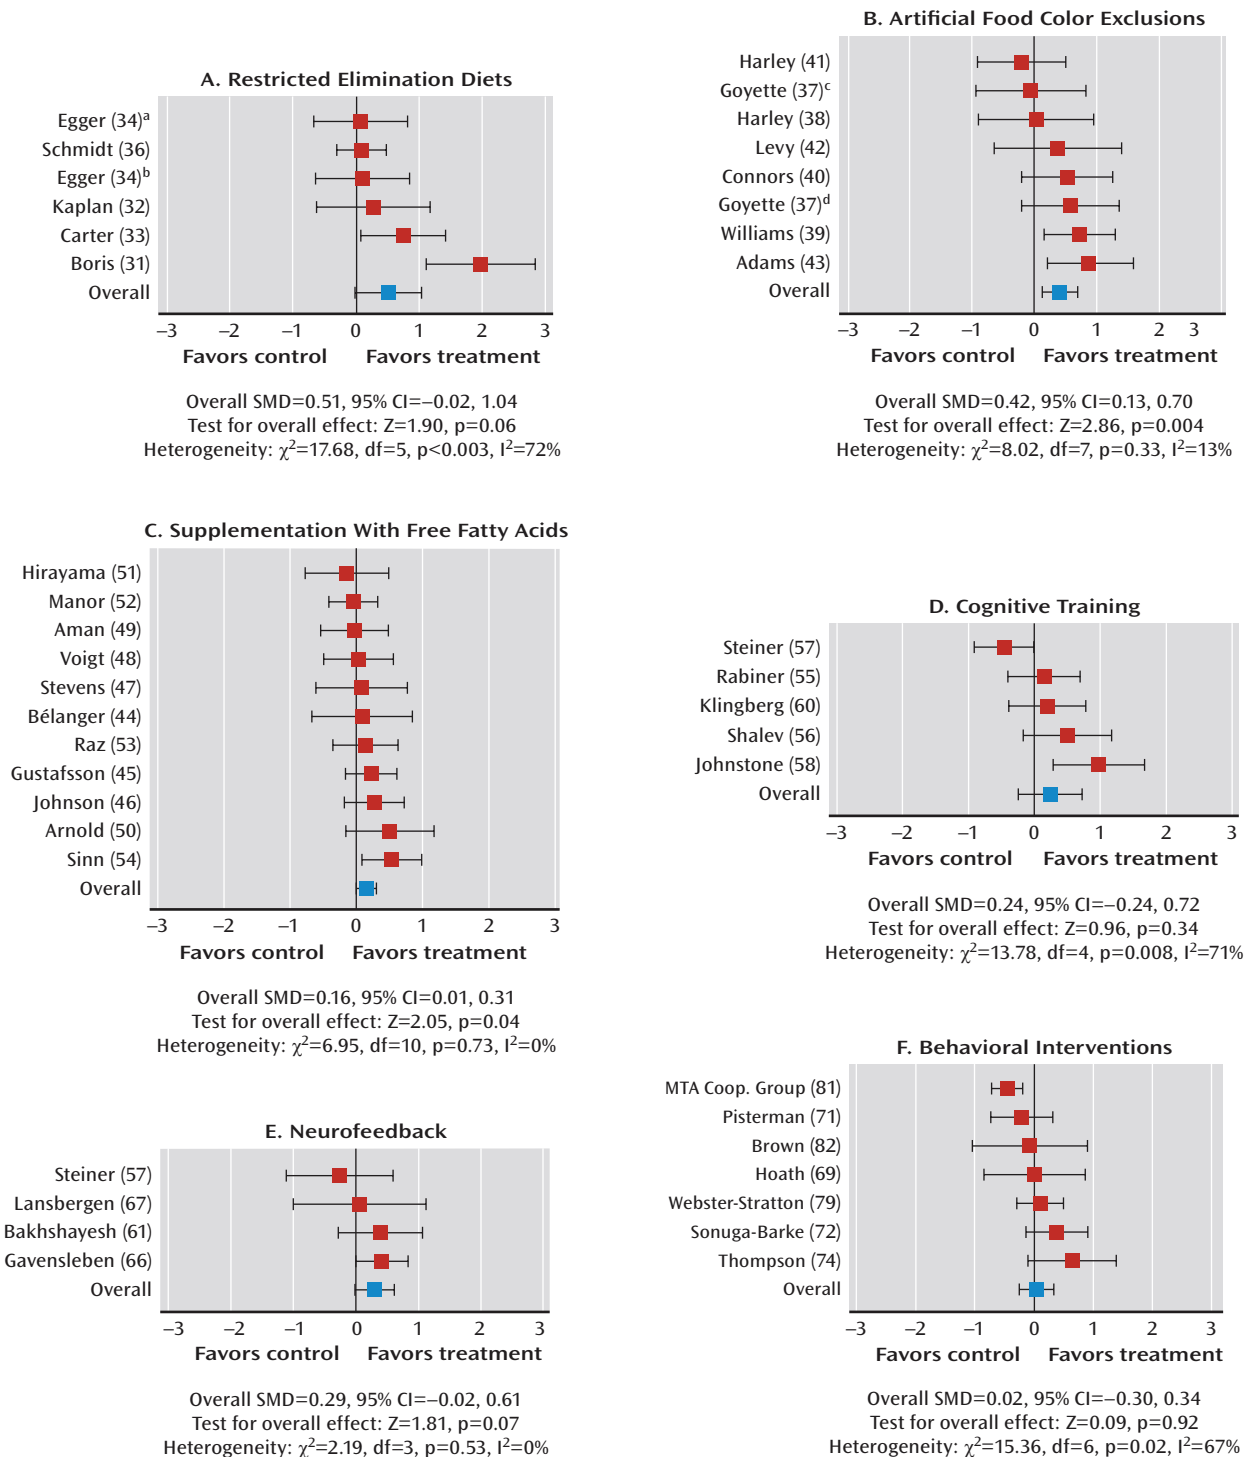 A. Restricted Elimination Diets
Egger (34)a
Schmidt (36)
Egger (34)b
Kaplan (32)
Carter (33)
Boris (31)
Overall
−3 −2 −1 0 1 2 3
Favors control Favors treatment
Overall SMD=0.51, 95% CI=−0.02, 1.04
Test for overall effect: Z=1.90, p=0.06
Heterogeneity: χ²=17.68, df=5, p<0.003, I²=72%
B. Artificial Food Color Exclusions
Harley (41)
Goyette (37)c
Harley (38)
Levy (42)
Connors (40)
Goyette (37)d
Williams (39)
Adams (43)
Overall
−3 −2 −1 0 1 2 3
Favors control Favors treatment
Overall SMD=0.42, 95% CI=0.13, 0.70
Test for overall effect: Z=2.86, p=0.004
Heterogeneity: χ²=8.02, df=7, p=0.33, I²=13%
C. Supplementation With Free Fatty Acids
Hirayama (51)
Manor (52)
Aman (49)
Voigt (48)
Stevens (47)
Bélanger (44)
Raz (53)
Gustafsson (45)
Johnson (46)
Arnold (50)
Sinn (54)
Overall
−3 −2 −1 0 1 2 3
Favors control Favors treatment
Overall SMD=0.16, 95% CI=0.01, 0.31
Test for overall effect: Z=2.05, p=0.04
Heterogeneity: χ²=6.95, df=10, p=0.73, I²=0%
D. Cognitive Training
Steiner (57)
Rabiner (55)
Klingberg (60)
Shalev (56)
Johnstone (58)
Overall
−3 −2 −1 0 1 2 3
Favors control Favors treatment
Overall SMD=0.24, 95% CI=−0.24, 0.72
Test for overall effect: Z=0.96, p=0.34
Heterogeneity: χ²=13.78, df=4, p=0.008, I²=71%
E. Neurofeedback
Steiner (57)
Lansbergen (67)
Bakhshayesh (61)
Gavensleben (66)
Overall
−3 −2 −1 0 1 2 3
Favors control Favors treatment
Overall SMD=0.29, 95% CI=−0.02, 0.61
Test for overall effect: Z=1.81, p=0.07
Heterogeneity: χ²=2.19, df=3, p=0.53, I²=0%
F. Behavioral Interventions
MTA Coop. Group (81)
Pisterman (71)
Brown (82)
Hoath (69)
Webster-Stratton (79)
Sonuga-Barke (72)
Thompson (74)
Overall
−3 −2 −1 0 1 2 3
Favors control Favors treatment
Overall SMD=0.02, 95% CI=−0.30, 0.34
Test for overall effect: Z=0.09, p=0.92
Heterogeneity: χ²=15.36, df=6, p=0.02, I²=67%